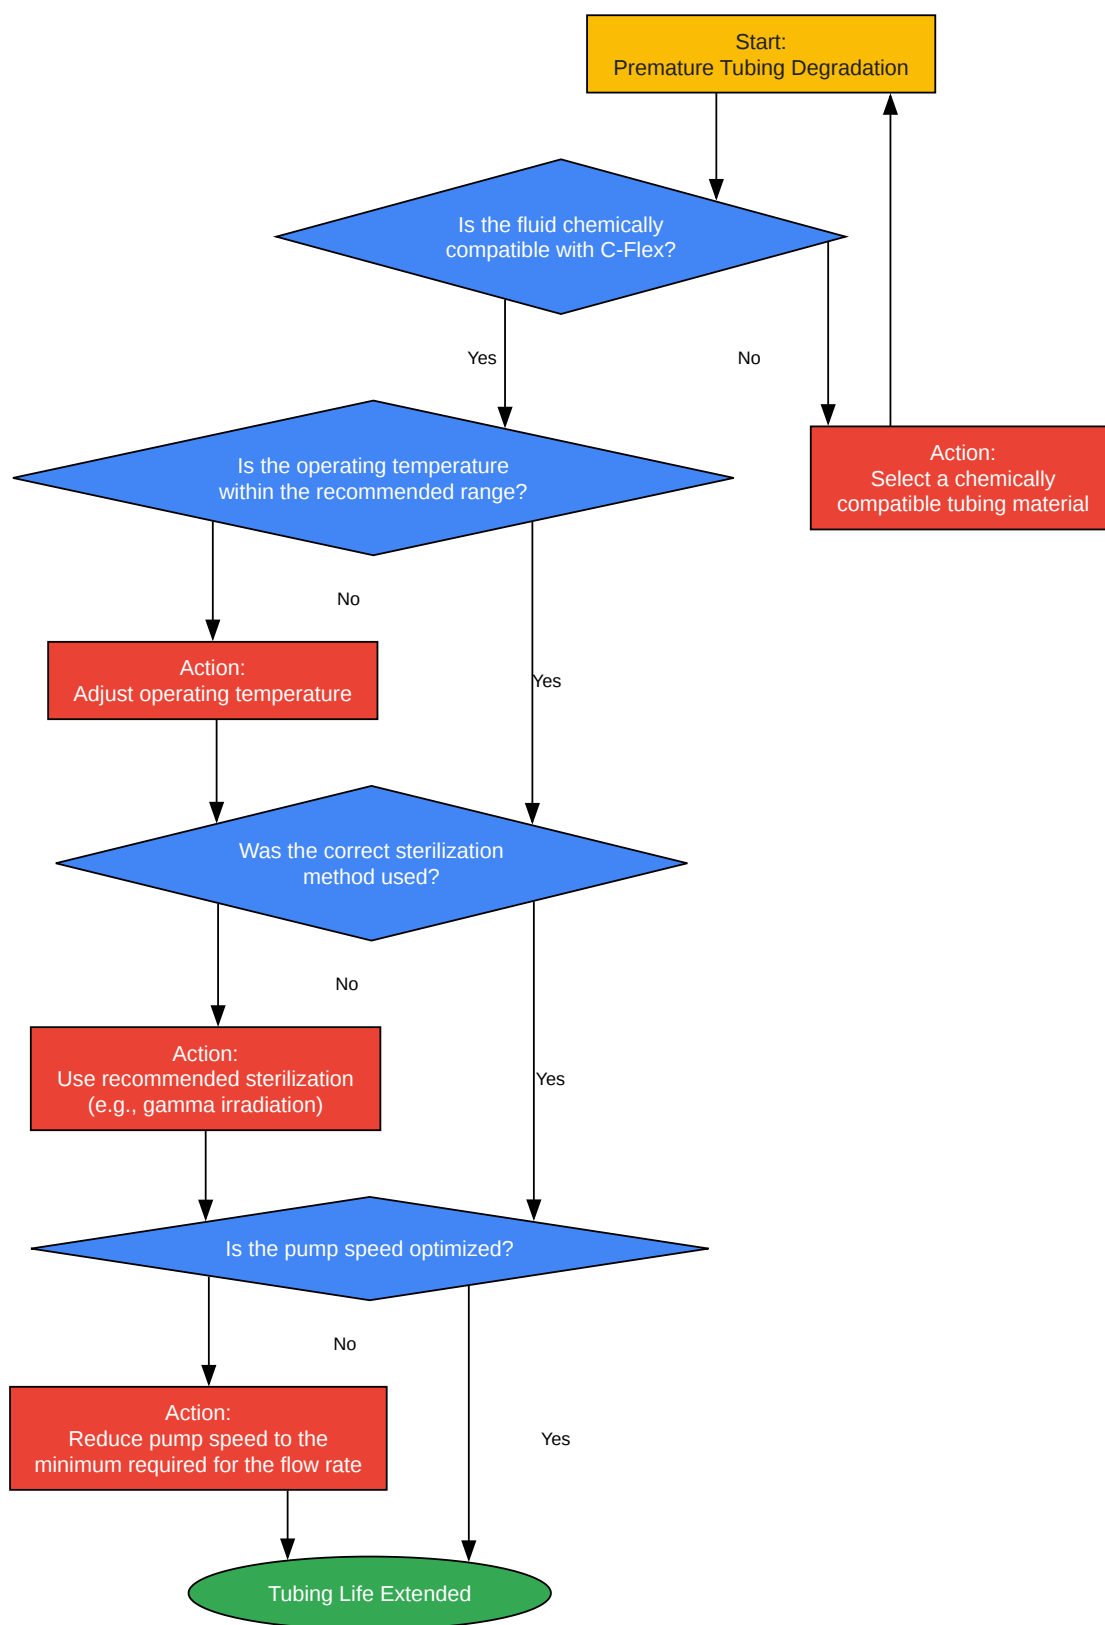 Start:
Premature Tubing Degradation
Is the fluid chemically
compatible with C-Flex?
Yes
No
Is the operating temperature
within the recommended range?
Action:
Select a chemically
compatible tubing material
No
Action:
Adjust operating temperature
Yes
Was the correct sterilization
method used?
No
Action:
Use recommended sterilization
(e.g., gamma irradiation)
Yes
Is the pump speed optimized?
No
Action:
Reduce pump speed to the
minimum required for the flow rate
Yes
Tubing Life Extended